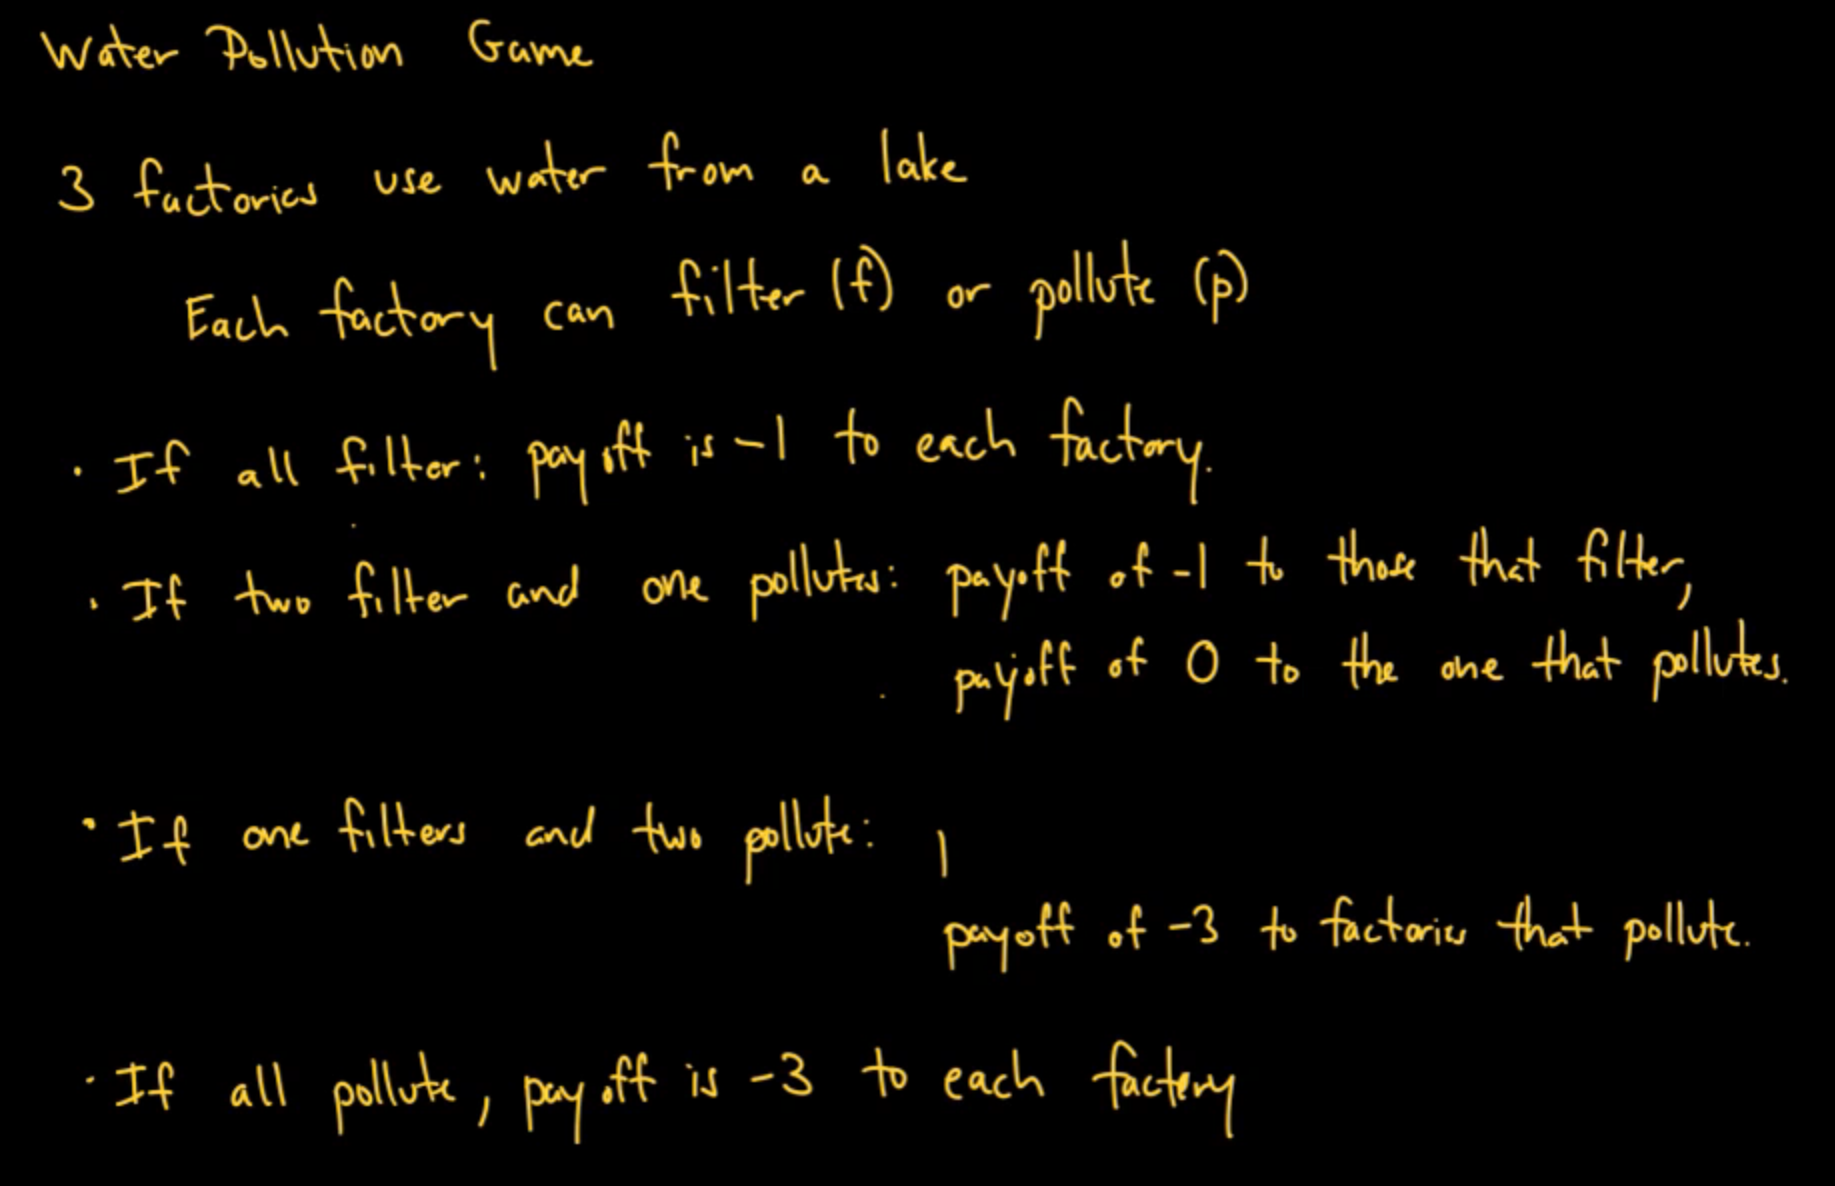 Water Pollution Game
3 factories use water from a lake
Each factory can filter (f) or pollute (p)
· If all filter: payoff is -1 to each factory.
· If two filter and one pollutes: payoff of -1 to those that filter,
payoff of 0 to the one that pollutes.
· If one filters and two pollute:
payoff of -3 to factories that pollute.
· If all pollute, payoff is -3 to each factory